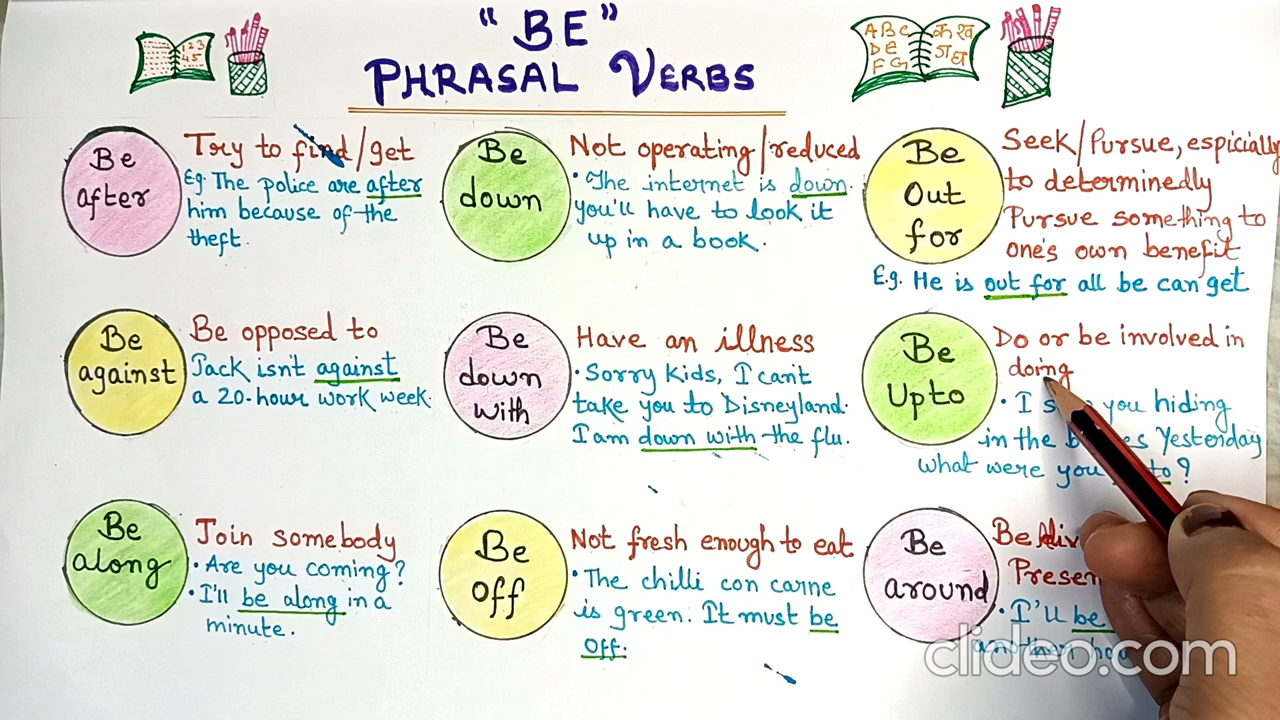 "BE"
PHRASAL VERBS
1 2 3
4 5
A B C
D E
F G
क ख
ग घ
Be
after
Try to find/get
Eg: The police are after
him because of the
theft.
Be
down
Not operating/reduced
• The internet is down.
you'll have to look it
up in a book.
Be
Out
for
Seek/Pursue, espicially
to determinedly
Pursue something to
one's own benefit
E.g. He is out for all be can get
Be
against
Be opposed to
Jack isn't against
a 20-hour work week.
Be
down
with
Have an illness
• Sorry Kids, I can't
take you to Disneyland.
I am down with the flu.
Be
Upto
Do or be involved in
doing
• I you hiding
in the Yesterday
what were you to?
Be
along
Join somebody
• Are you coming?
• I'll be along in a
minute.
Be
off
Not fresh enough to eat
• The chilli con carne
is green. It must be
off.
Be
around
Be
• I'll be
clideo.com